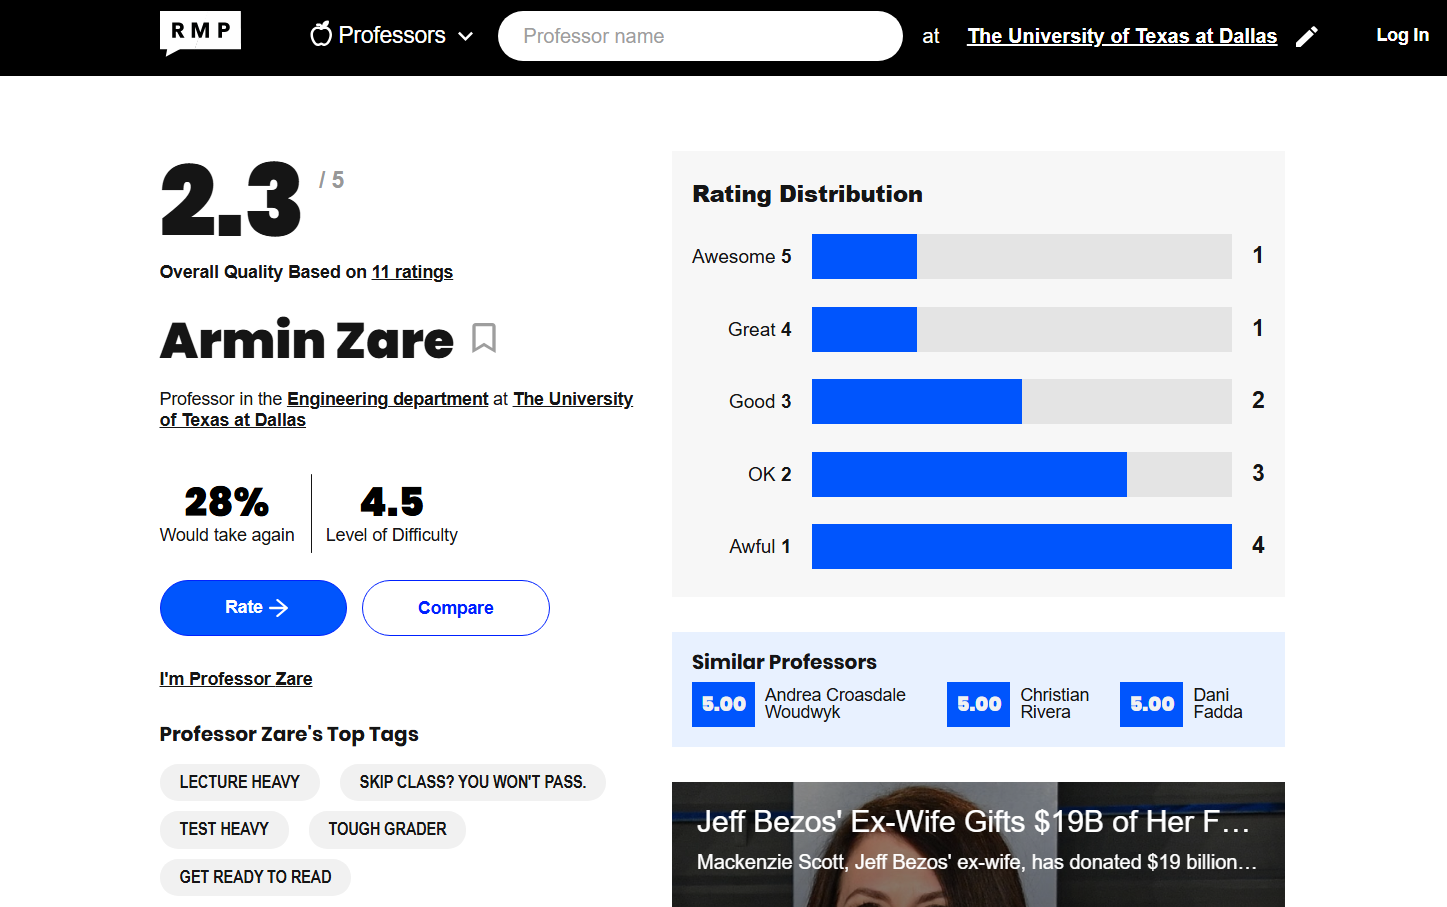 RMP
Professors
Professor name
at
The University of Texas at Dallas
Log In
2.3 / 5
Overall Quality Based on 11 ratings
Armin Zare
Professor in the Engineering department at The University
of Texas at Dallas
28%
Would take again
4.5
Level of Difficulty
Rate
Compare
I'm Professor Zare
Professor Zare's Top Tags
LECTURE HEAVY
SKIP CLASS? YOU WON'T PASS.
TEST HEAVY
TOUGH GRADER
GET READY TO READ
Rating Distribution
Awesome 5 1
Great 4 1
Good 3 2
OK 2 3
Awful 1 4
Similar Professors
5.00
Andrea Croasdale
Woudwyk
5.00
Christian
Rivera
5.00
Dani
Fadda
Jeff Bezos' Ex-Wife Gifts $19B of Her F...
Mackenzie Scott, Jeff Bezos' ex-wife, has donated $19 billion...